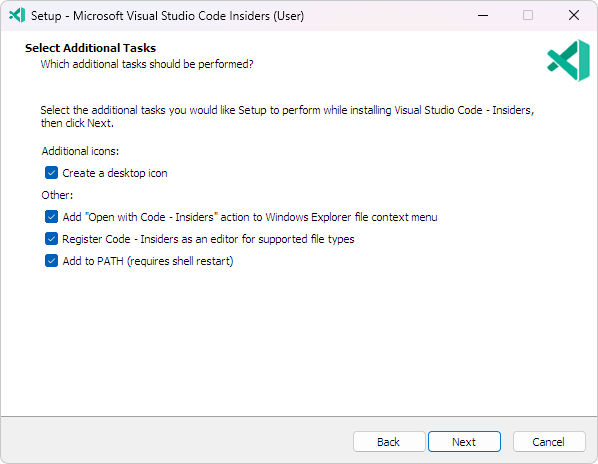 Setup - Microsoft Visual Studio Code Insiders (User)
Select Additional Tasks
Which additional tasks should be performed?
Select the additional tasks you would like Setup to perform while installing Visual Studio Code - Insiders,
then click Next.
Additional icons:
Create a desktop icon
Other:
Add "Open with Code - Insiders" action to Windows Explorer file context menu
Register Code - Insiders as an editor for supported file types
Add to PATH (requires shell restart)
Back
Next
Cancel